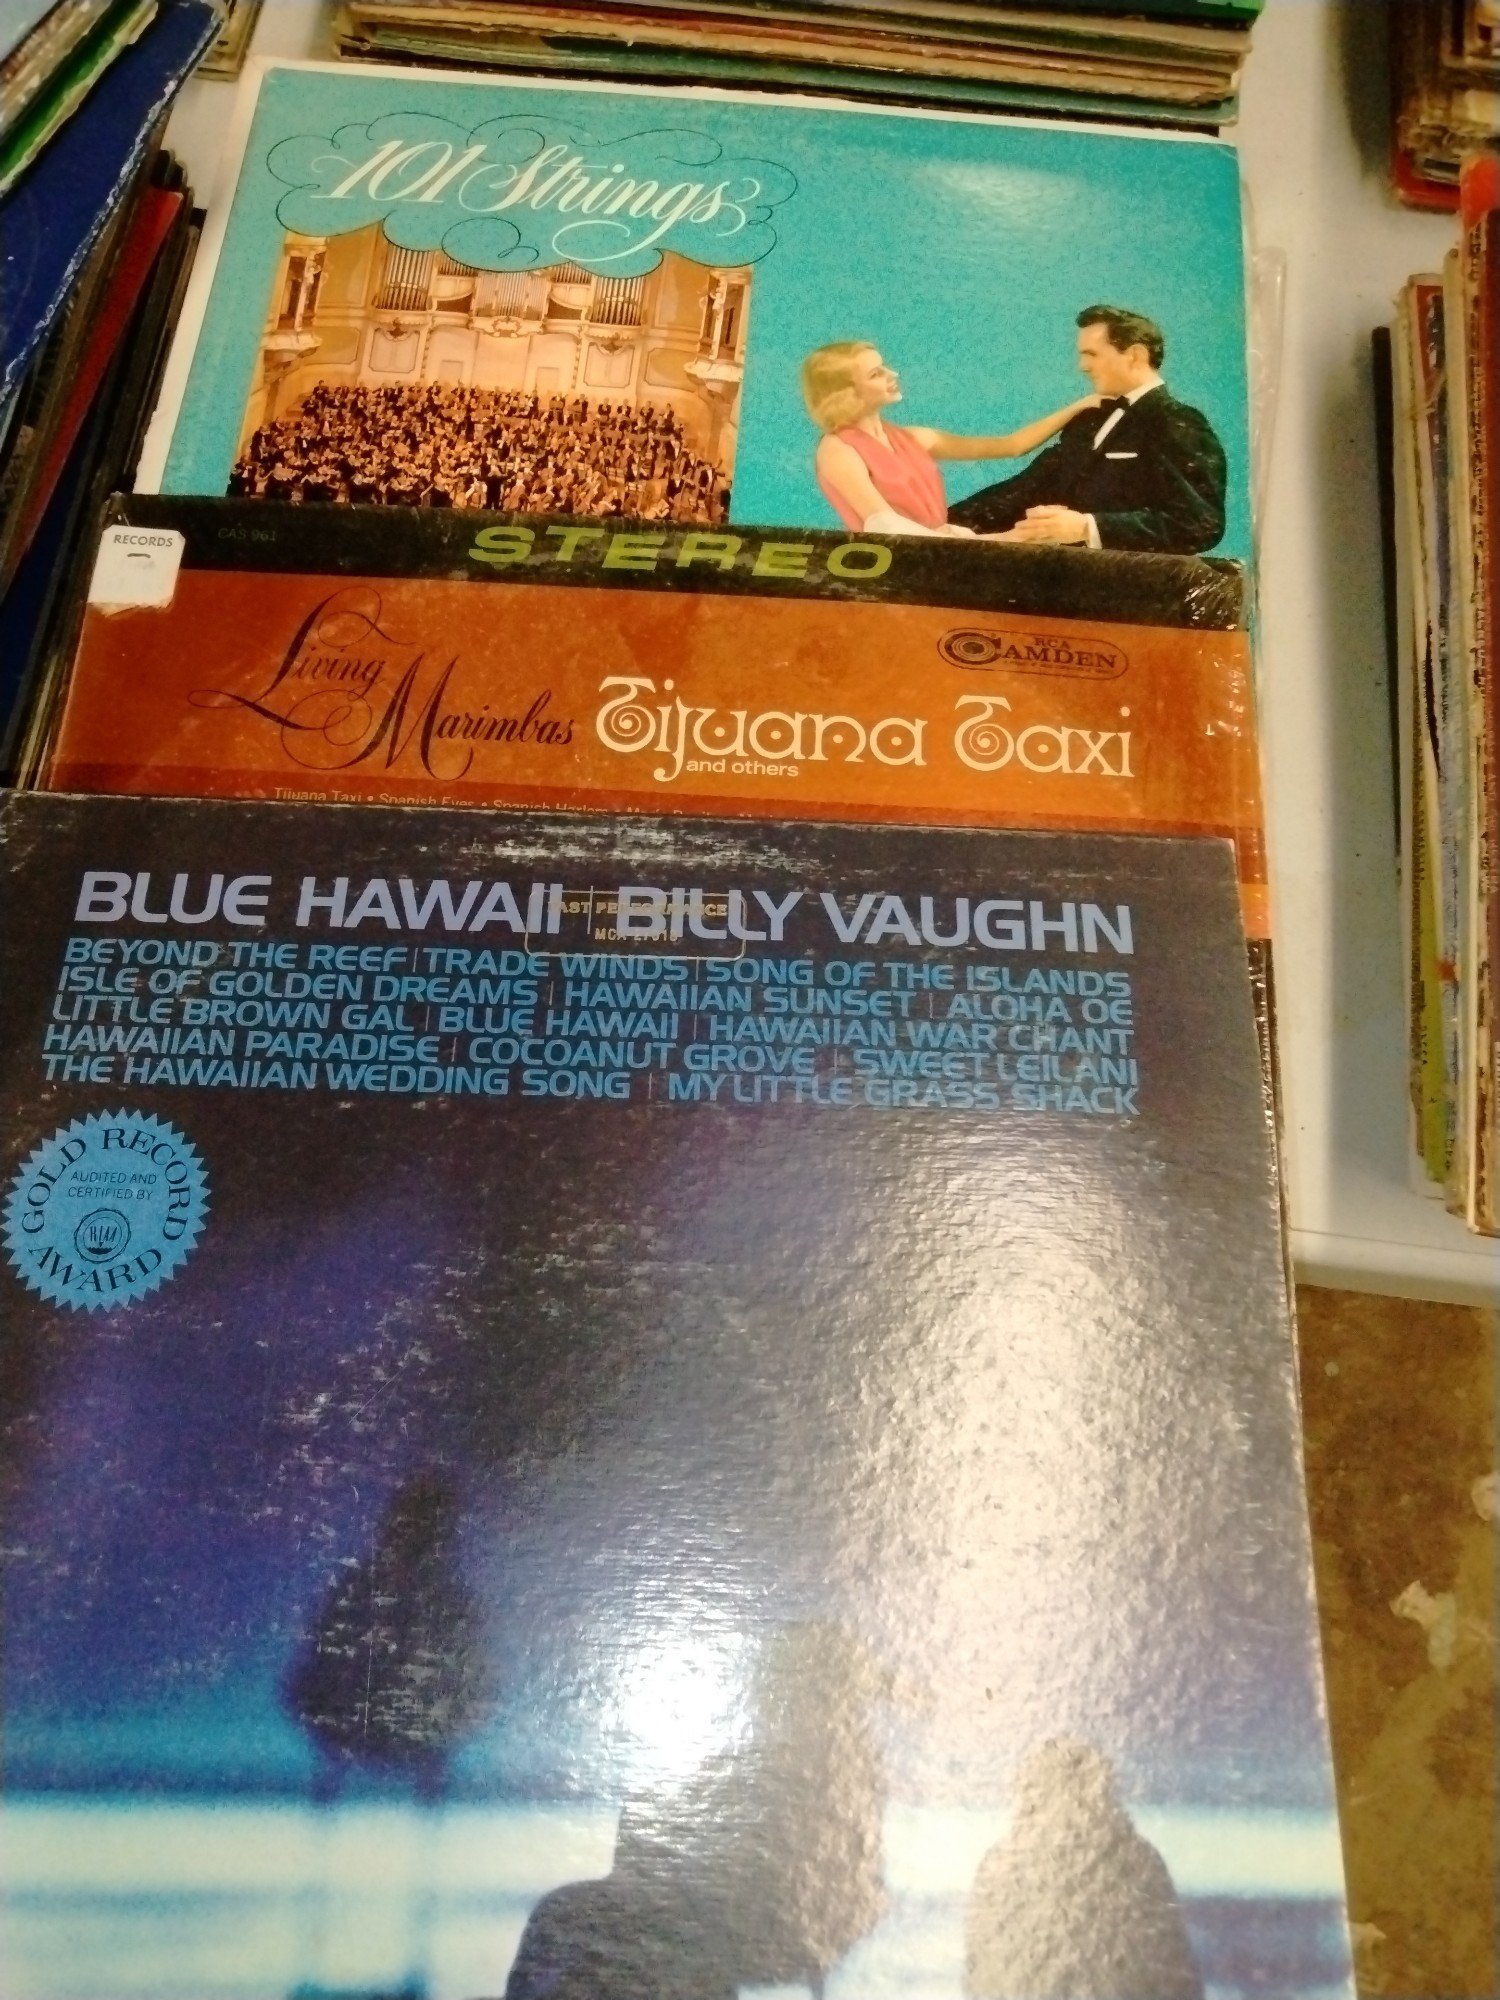 101 Strings
RECORDS
CAS 961
STEREO
RCA
CAMDEN
Living
Marimbas
Tijuana Taxi
and others
Tijuana Taxi • Spanish Eyes • Spanish Harlem •
BLUE HAWAII | BILLY VAUGHN
MCA
BEYOND THE REEF | TRADE WINDS | SONG OF THE ISLANDS
ISLE OF GOLDEN DREAMS | HAWAIIAN SUNSET | ALOHA OE
LITTLE BROWN GAL | BLUE HAWAII | HAWAIIAN WAR CHANT
HAWAIIAN PARADISE | COCOANUT GROVE | SWEET LEILANI
THE HAWAIIAN WEDDING SONG | MY LITTLE GRASS SHACK
GOLD RECORD
AUDITED AND
CERTIFIED BY
RIAA
AWARD